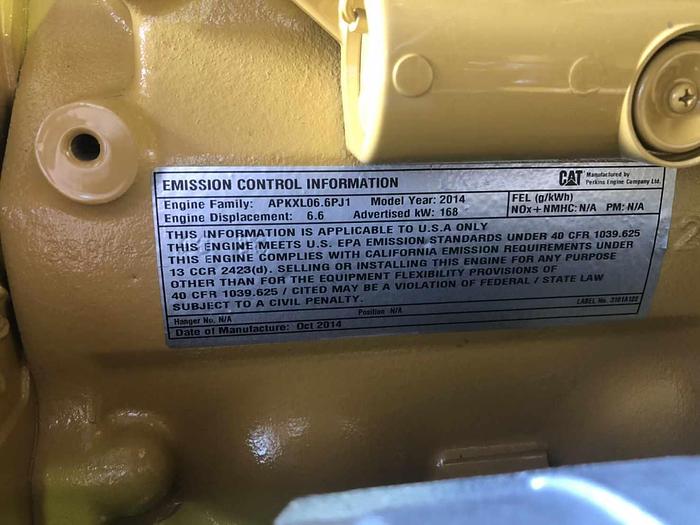 EMISSION CONTROL INFORMATION
CAT Manufactured by
Perkins Engine Company Ltd.
Engine Family: APKXL06.6PJ1 Model Year: 2014
FEL (g/kWh)
Engine Displacement: 6.6 Advertised kW: 168
NOx+NMHC: N/A PM: N/A
THIS INFORMATION IS APPLICABLE TO U.S.A ONLY
THIS ENGINE MEETS U.S. EPA EMISSION STANDARDS UNDER 40 CFR 1039.625
THIS ENGINE COMPLIES WITH CALIFORNIA EMISSION REQUIREMENTS UNDER
13 CCR 2423(d). SELLING OR INSTALLING THIS ENGINE FOR ANY PURPOSE
OTHER THAN FOR THE EQUIPMENT FLEXIBILITY PROVISIONS OF
40 CFR 1039.625 / CITED MAY BE A VIOLATION OF FEDERAL / STATE LAW
SUBJECT TO A CIVIL PENALTY.
LABEL No.
Hanger No. N/A Position N/A
Date of Manufacture: Oct 2014